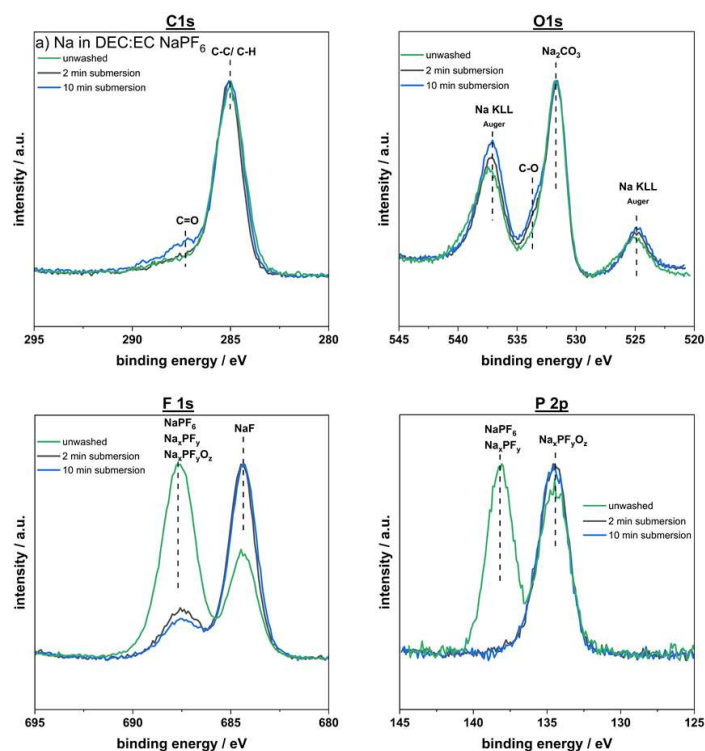 C1s
a) Na in DEC:EC NaPF6
unwashed
2 min submersion
10 min submersion
C-C/ C-H
C=O
intensity / a.u.
295 290 285 280
binding energy / eV
O1s
unwashed
2 min submersion
10 min submersion
Na2CO3
Na KLL
Auger
C-O
Na KLL
Auger
intensity / a.u.
545 540 535 530 525 520
binding energy / eV
F 1s
NaPF6
NaxPFy
NaxPFyOz
NaF
unwashed
2 min submersion
10 min submersion
intensity / a.u.
695 690 685 680
binding energy / eV
P 2p
NaPF6
NaxPFy
NaxPFyOz
unwashed
2 min submersion
10 min submersion
intensity / a.u.
145 140 135 130 125
binding energy / eV